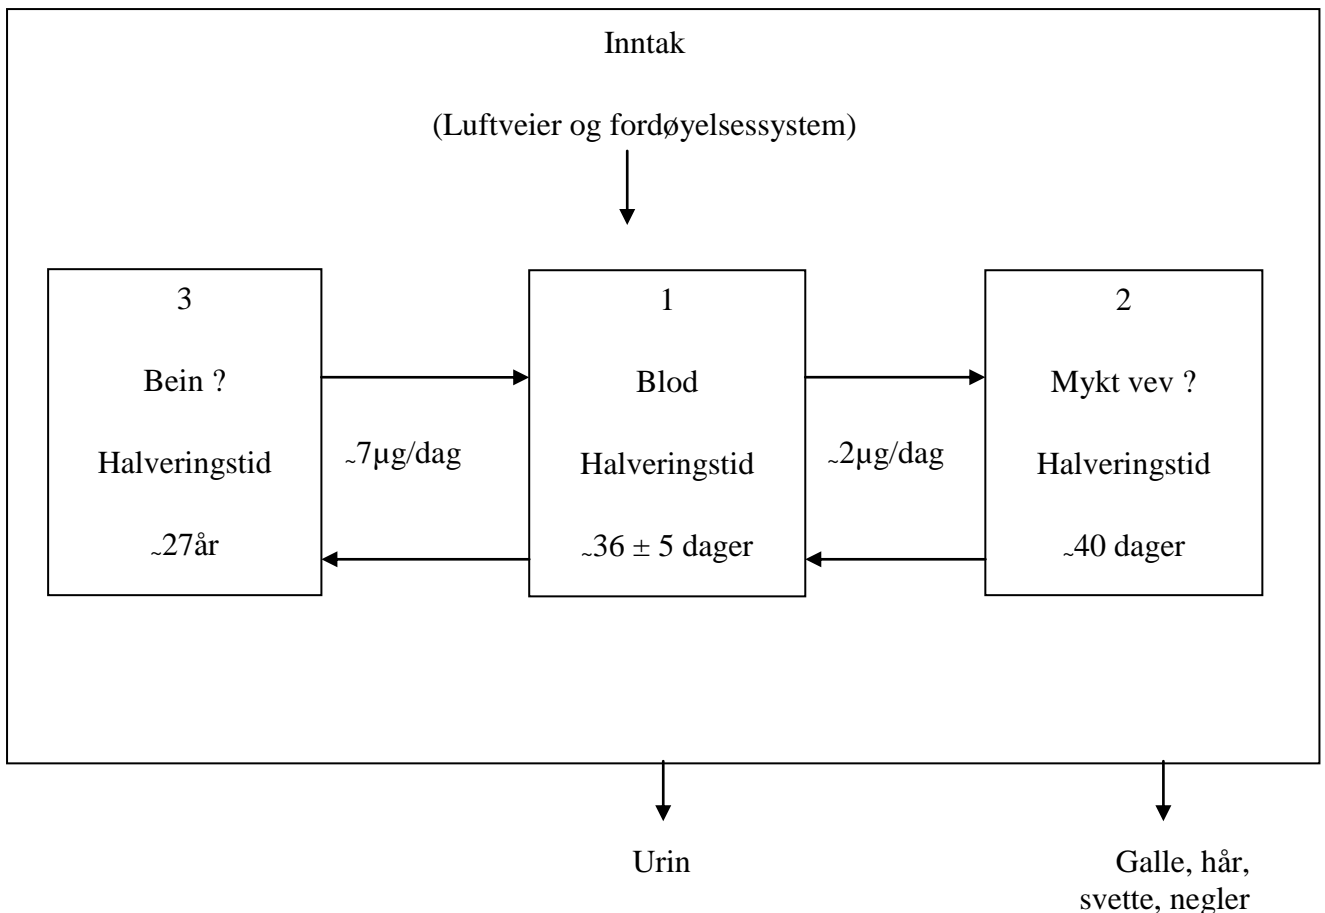 Inntak
(Luftveier og fordøyelsessystem)
3
Bein ?
Halveringstid
~27år
~7µg/dag
1
Blod
Halveringstid
~36 ± 5 dager
~2µg/dag
2
Mykt vev ?
Halveringstid
~40 dager
Urin
Galle, hår,
svette, negler